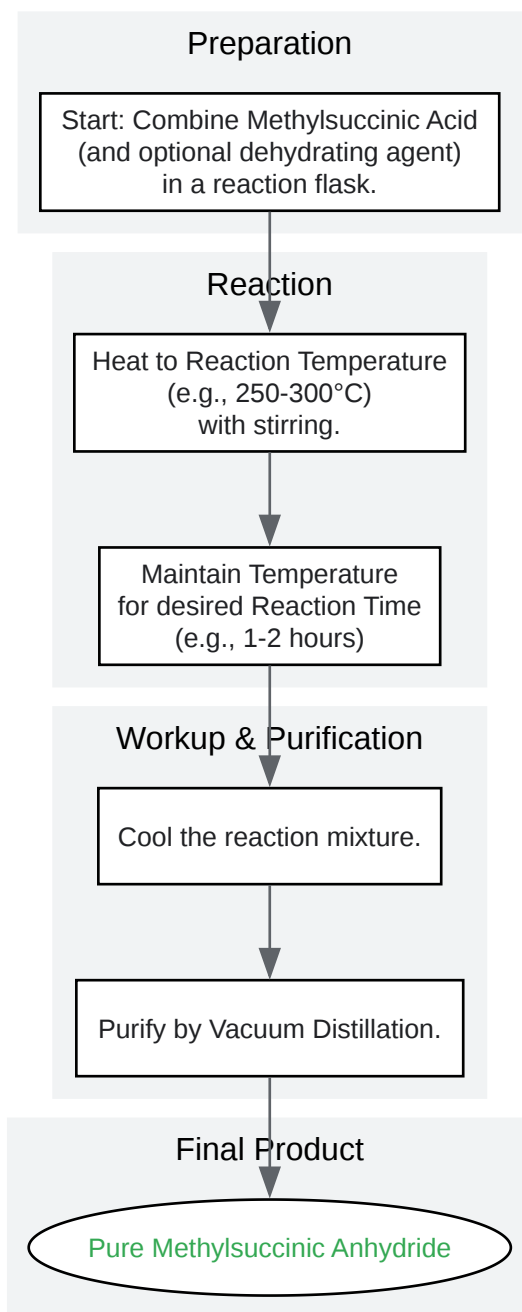 Preparation
Start: Combine Methylsuccinic Acid
(and optional dehydrating agent)
in a reaction flask.
Reaction
Heat to Reaction Temperature
(e.g., 250-300°C)
with stirring.
Maintain Temperature
for desired Reaction Time
(e.g., 1-2 hours)
Workup & Purification
Cool the reaction mixture.
Purify by Vacuum Distillation.
Final Product
Pure Methylsuccinic Anhydride